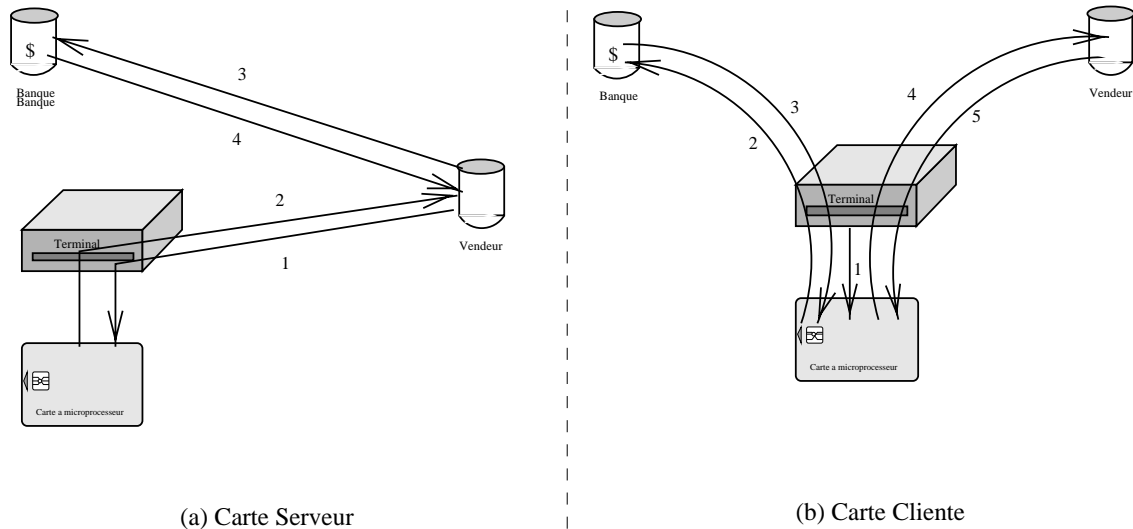 $
Banque
Banque
3
4
Vendeur
2
1
Terminal
Carte a microprocesseur
(a) Carte Serveur
$
Banque
Vendeur
3
2
4
5
Terminal
1
Carte a microprocesseur
(b) Carte Cliente